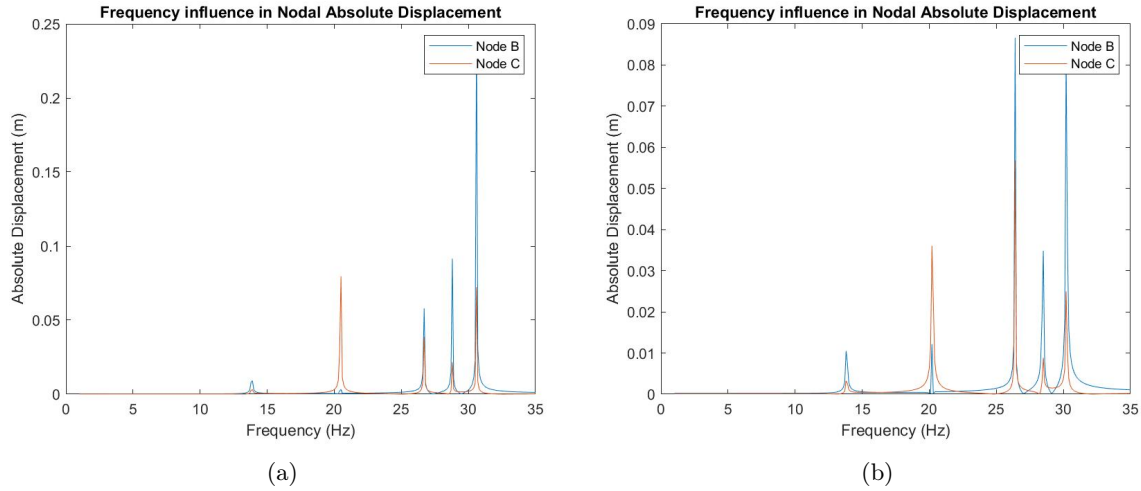 Frequency influence in Nodal Absolute Displacement
0.25
0.2
0.15
0.1
0.05
0
Absolute Displacement (m)
Node B
Node C
0 5 10 15 20 25 30 35
Frequency (Hz)
(a)
Frequency influence in Nodal Absolute Displacement
0.09
0.08
0.07
0.06
0.05
0.04
0.03
0.02
0.01
0
Absolute Displacement (m)
Node B
Node C
0 5 10 15 20 25 30 35
Frequency (Hz)
(b)